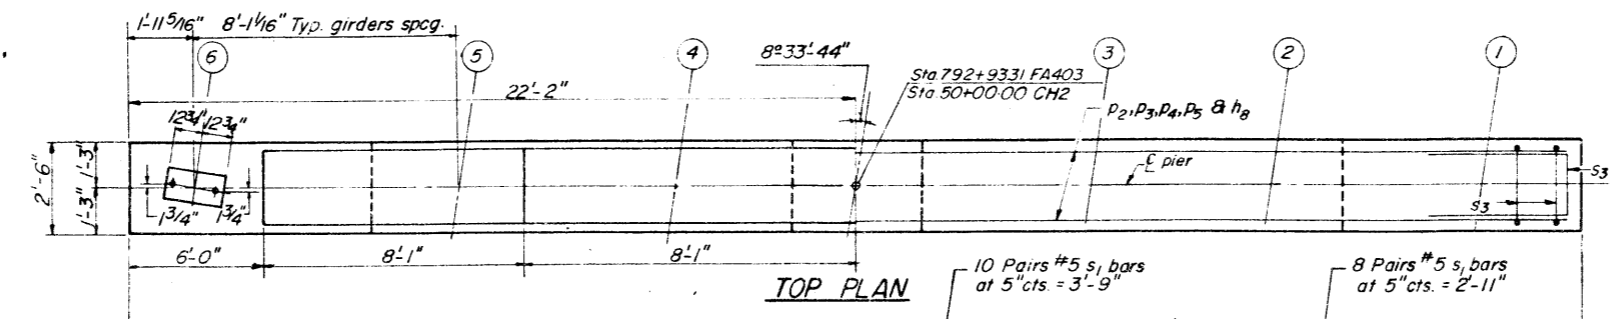 1'-11 5/16" 8'-1 1/16" Typ. girders spcg.
6 5 4 3 2 1
8º33'-44"
Sta. 792+93.31 FA403
Sta. 50+00.00 CH2
22'-2"
p2, p3, p4, p5 & h8
12 3/4" 12 3/4"
2'-6" 1'-3" 1'-3"
℄ pier
s3
s3
1 3/4" 1 3/4"
6'-0" 8'-1" 8'-1"
TOP PLAN
10 Pairs #5 s1 bars
at 5" cts. = 3'-9"
8 Pairs #5 s1 bars
at 5" cts. = 2'-11"